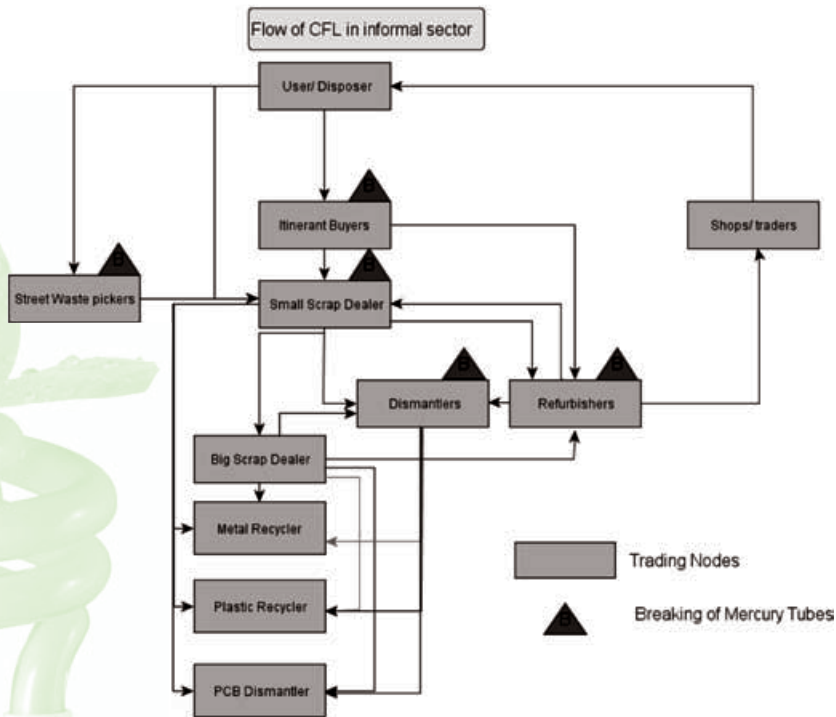 Flow of CFL in informal sector
User/ Disposer
B
Itinerant Buyers
Shops/ traders
B
B
Street Waste pickers
Small Scrap Dealer
B
B
Dismantlers
Refurbishers
Big Scrap Dealer
Metal Recycler
Trading Nodes
Plastic Recycler
B
Breaking of Mercury Tubes
PCB Dismantler